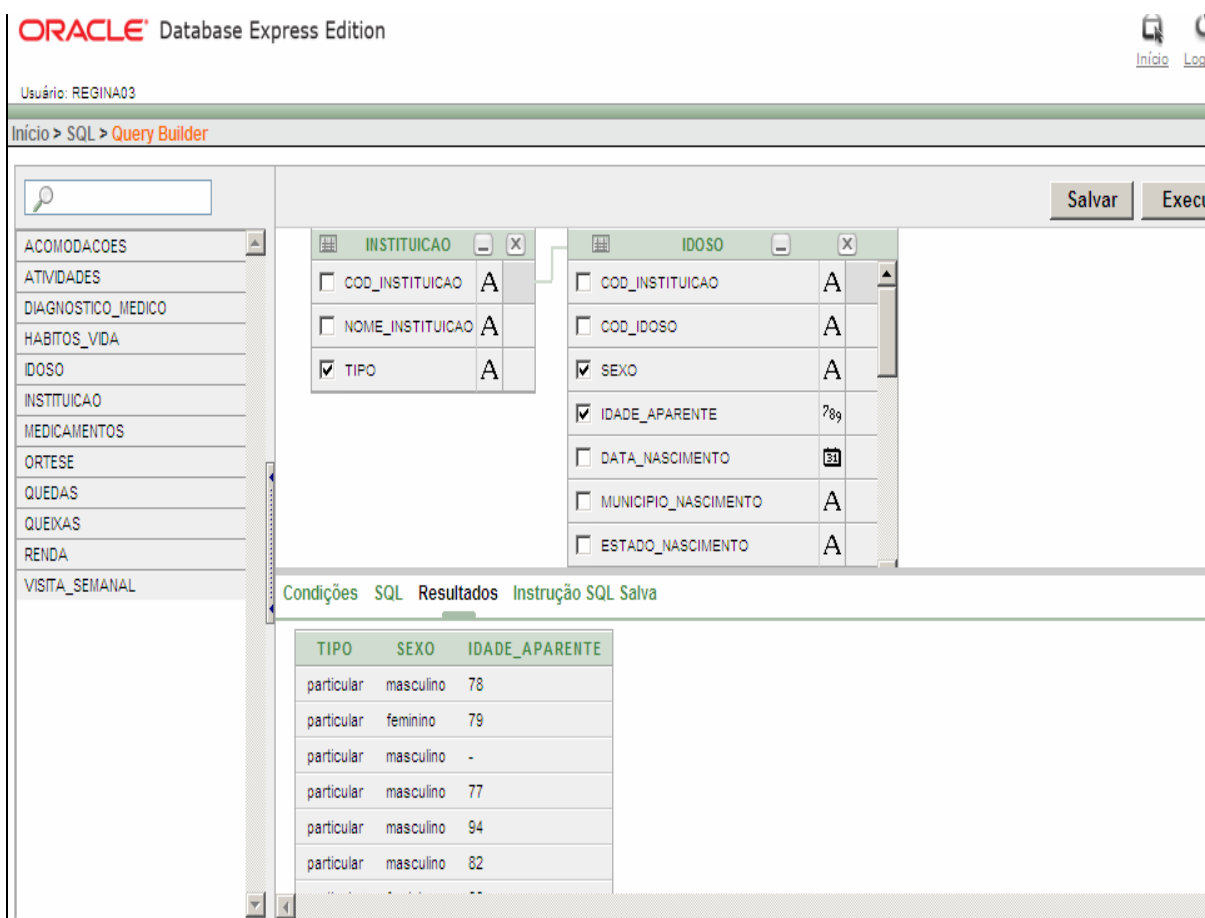 ORACLE Database Express Edition
Início
Usuário: REGINA03
Início > SQL > Query Builder
Salvar
ACOMODACOES
ATIVIDADES
DIAGNOSTICO_MEDICO
HABITOS_VIDA
IDOSO
INSTITUICAO
MEDICAMENTOS
ORTESE
QUEDAS
QUEIXAS
RENDA
VISITA_SEMANAL
INSTITUICAO
COD_INSTITUICAO A
NOME_INSTITUICAO A
TIPO A
IDOSO
COD_INSTITUICAO A
COD_IDOSO A
SEXO A
IDADE_APARENTE 789
DATA_NASCIMENTO 31
MUNICIPIO_NASCIMENTO A
ESTADO_NASCIMENTO A
Condições SQL Resultados Instrução SQL Salva
TIPO SEXO IDADE_APARENTE
particular masculino 78
particular feminino 79
particular masculino -
particular masculino 77
particular masculino 94
particular masculino 82